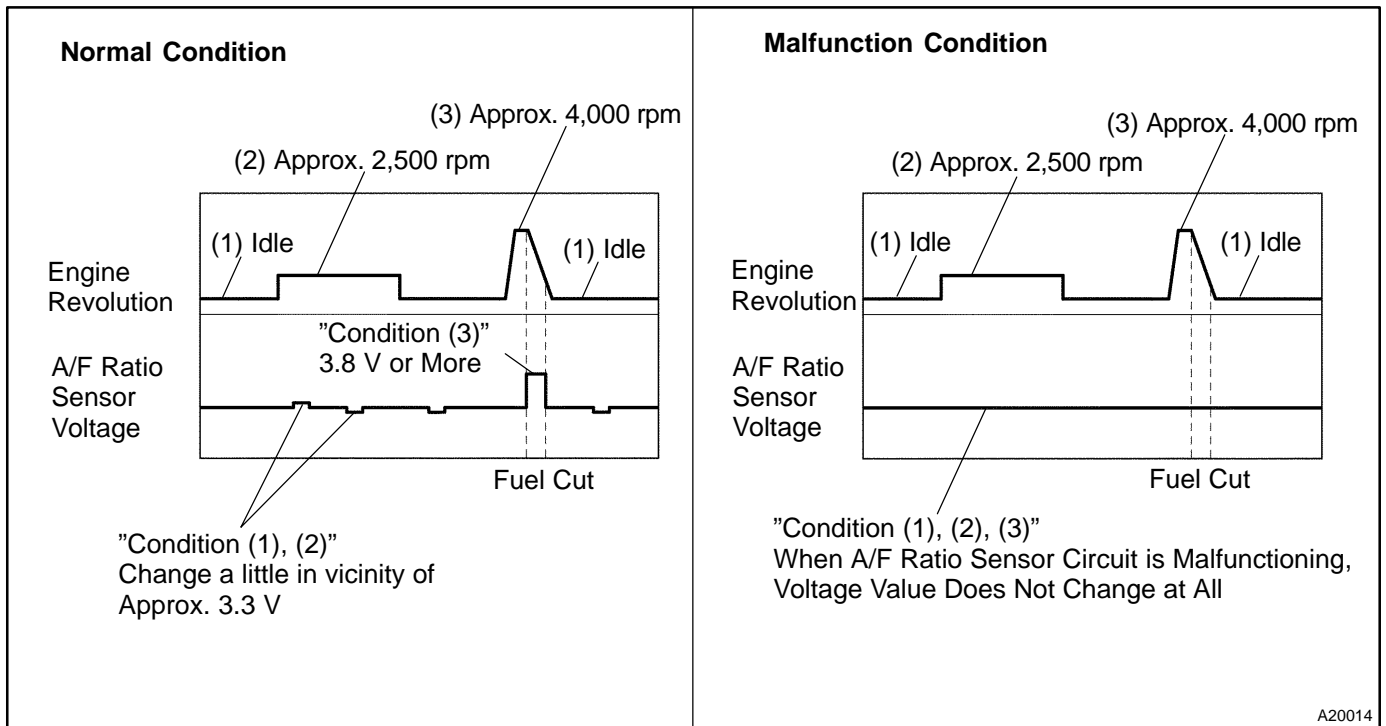 Normal Condition
(3) Approx. 4,000 rpm
(2) Approx. 2,500 rpm
(1) Idle
(1) Idle
Engine
Revolution
"Condition (3)"
3.8 V or More
A/F Ratio
Sensor
Voltage
Fuel Cut
"Condition (1), (2)"
Change a little in vicinity of
Approx. 3.3 V
Malfunction Condition
(3) Approx. 4,000 rpm
(2) Approx. 2,500 rpm
(1) Idle
(1) Idle
Engine
Revolution
A/F Ratio
Sensor
Voltage
Fuel Cut
"Condition (1), (2), (3)"
When A/F Ratio Sensor Circuit is Malfunctioning,
Voltage Value Does Not Change at All
A20014